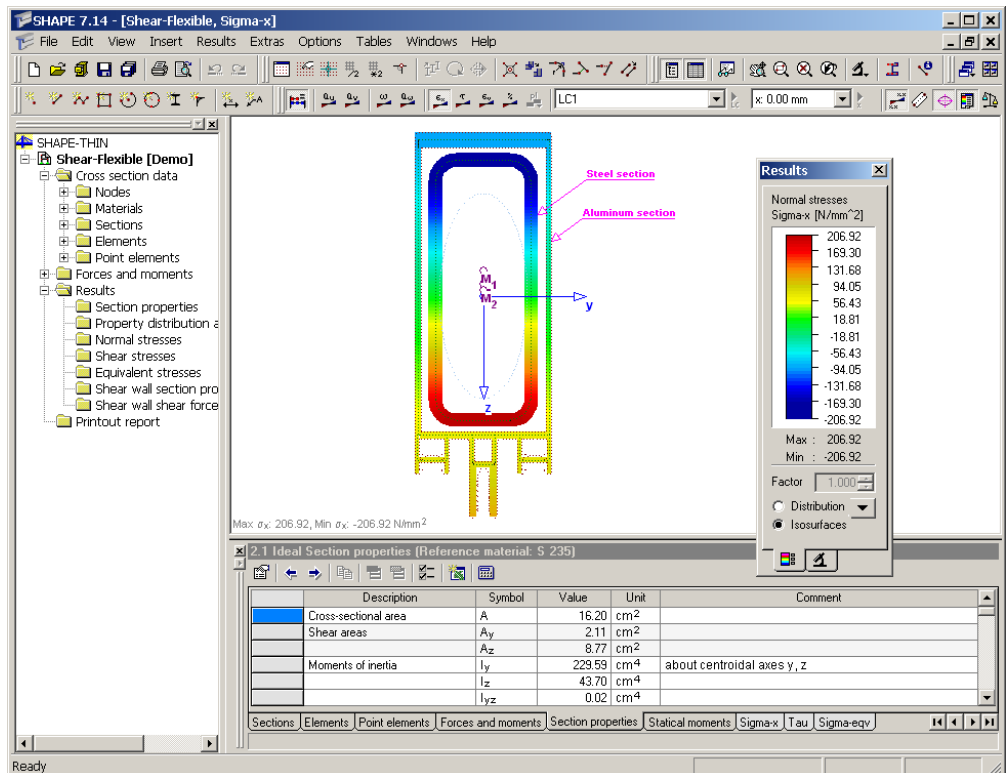 SHAPE 7.14 - [Shear-Flexible, Sigma-x]
File Edit View Insert Results Extras Options Tables Windows Help
LC1 x: 0.00 mm
SHAPE-THIN
Shear-Flexible [Demo]
Cross section data
Nodes
Materials
Sections
Elements
Point elements
Forces and moments
Results
Section properties
Property distribution a
Normal stresses
Shear stresses
Equivalent stresses
Shear wall section pro
Shear wall shear force
Printout report
Steel section
Aluminum section
M1
M2
y
z
Max σx: 206.92, Min σx: -206.92 N/mm2
Results
Normal stresses
Sigma-x [N/mm^2]
206.92
169.30
131.68
94.05
56.43
18.81
-18.81
-56.43
-94.05
-131.68
-169.30
-206.92
Max : 206.92
Min : -206.92
Factor 1.000
Distribution
Isosurfaces
2.1 Ideal Section properties (Reference material: S 235)
Description Symbol Value Unit Comment
Cross-sectional area A 16.20 cm2
Shear areas Ay 2.11 cm2
Az 8.77 cm2
Moments of inertia Iy 229.59 cm4 about centroidal axes y, z
Iz 43.70 cm4
Iyz 0.02 cm4
Sections Elements Point elements Forces and moments Section properties Statical moments Sigma-x Tau Sigma-eqv
Ready